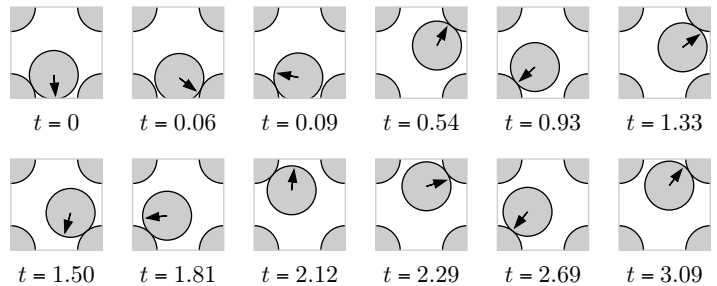 t = 0
t = 0.06
t = 0.09
t = 0.54
t = 0.93
t = 1.33
t = 1.50
t = 1.81
t = 2.12
t = 2.29
t = 2.69
t = 3.09